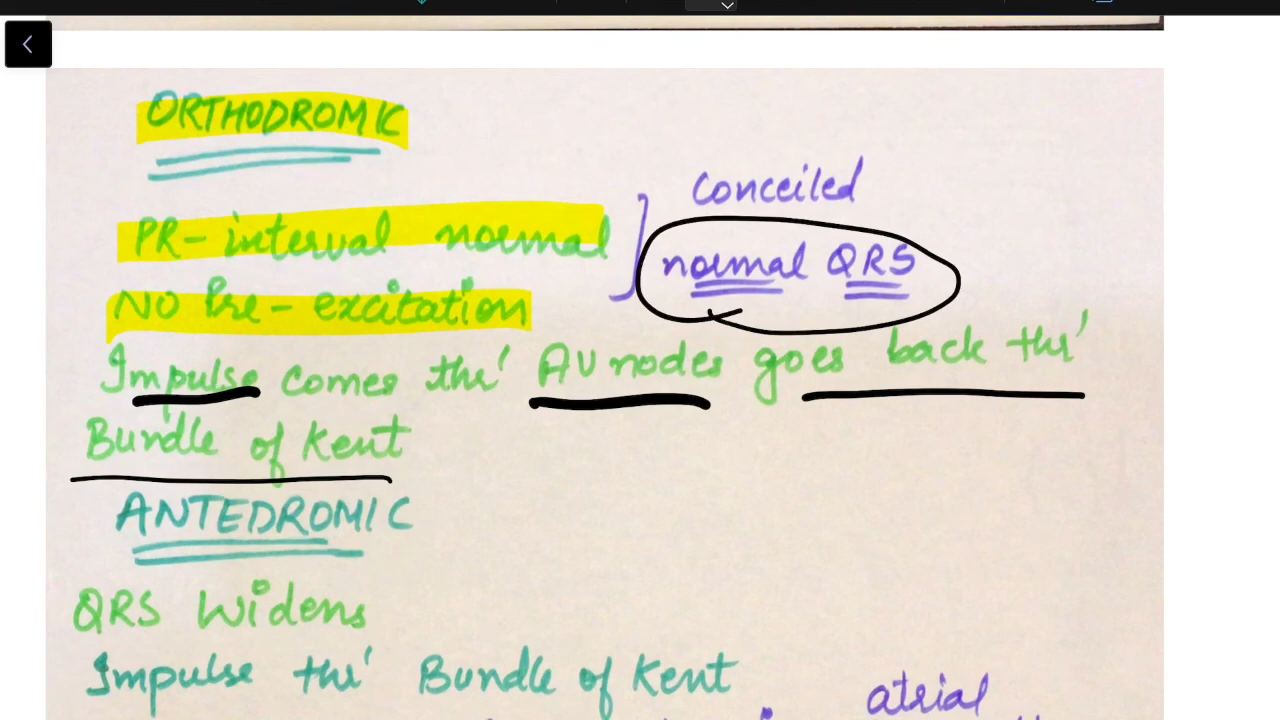 ORTHODROMIC
Conceiled
PR-interval normal
normal QRS
NO Pre-excitation
Impulse comes thr' AV nodes goes back thr'
Bundle of Kent
ANTEDROMIC
QRS Widens
Impulse thr' Bundle of Kent
atrial